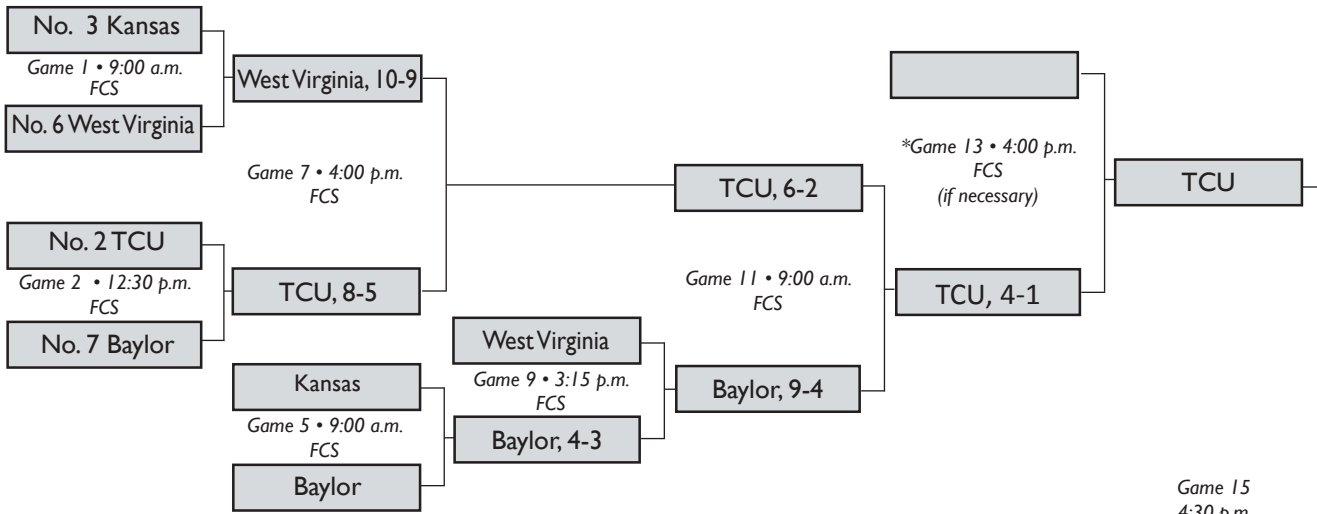 No. 3 Kansas
Game 1 • 9:00 a.m.
FCS
No. 6 West Virginia
West Virginia, 10-9
Game 7 • 4:00 p.m.
FCS
No. 2 TCU
Game 2 • 12:30 p.m.
FCS
No. 7 Baylor
TCU, 8-5
Kansas
Game 5 • 9:00 a.m.
FCS
Baylor
West Virginia
Game 9 • 3:15 p.m.
FCS
Baylor, 4-3
TCU, 6-2
Game 11 • 9:00 a.m.
FCS
Baylor, 9-4
*Game 13 • 4:00 p.m.
FCS
(if necessary)
TCU, 4-1
TCU
Game 15
4:30 p.m.